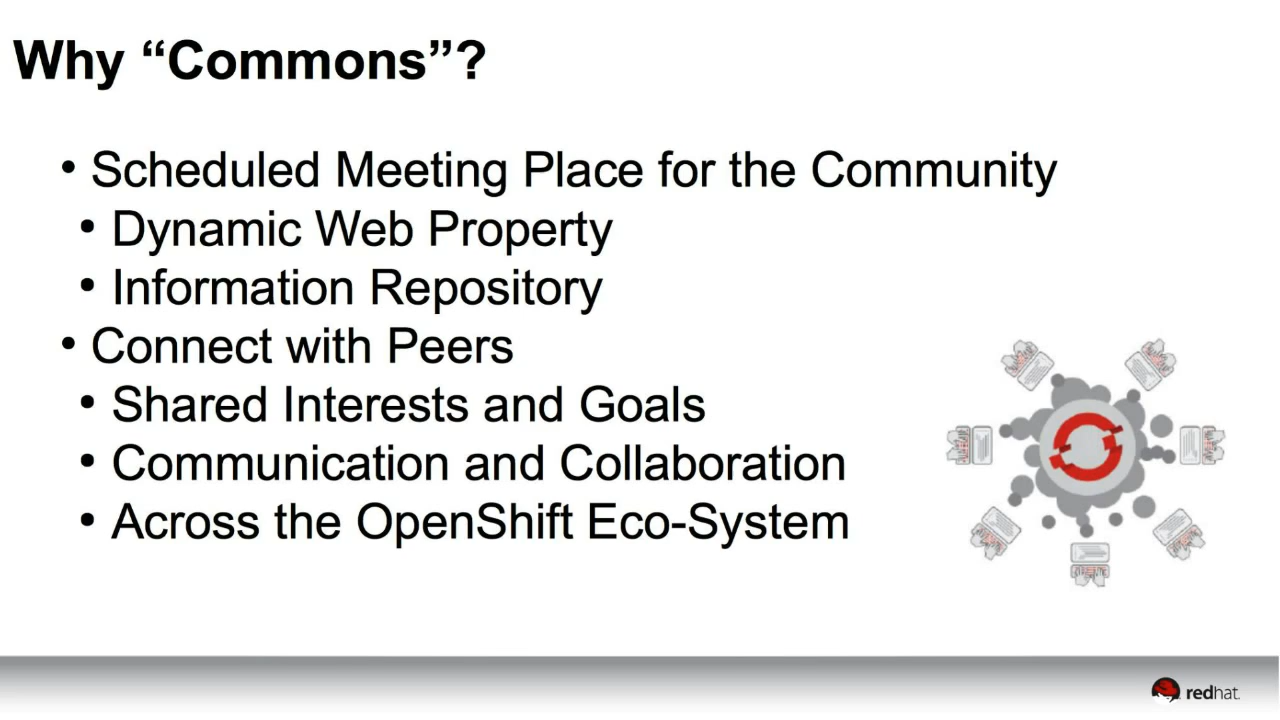 Why “Commons”?
• Scheduled Meeting Place for the Community
• Dynamic Web Property
• Information Repository
• Connect with Peers
• Shared Interests and Goals
• Communication and Collaboration
• Across the OpenShift Eco-System
redhat.